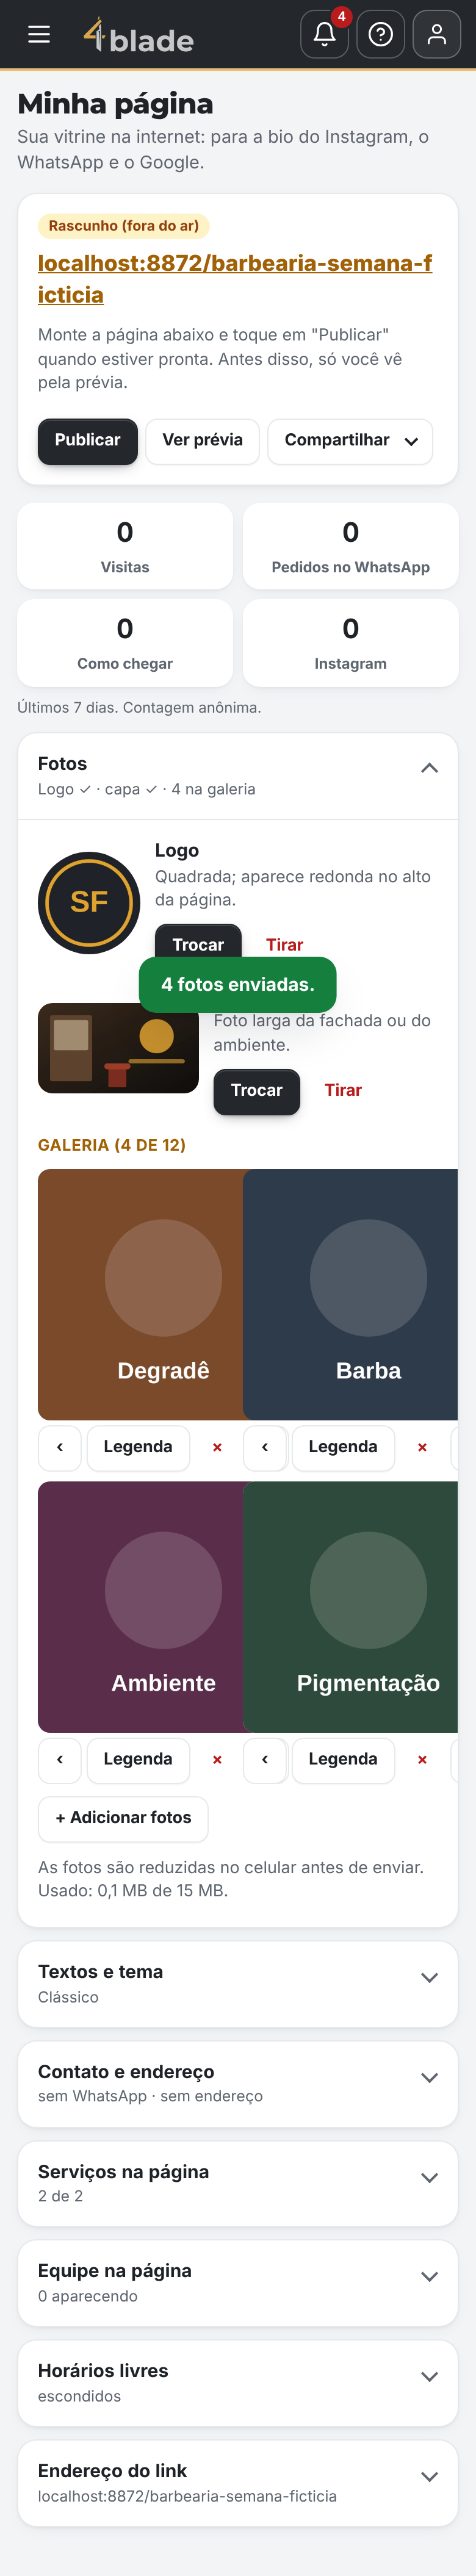 4blade
4
Minha página
Sua vitrine na internet: para a bio do Instagram, o
WhatsApp e o Google.
Rascunho (fora do ar)
localhost:8872/barbearia-semana-f
icticia
Monte a página abaixo e toque em "Publicar"
quando estiver pronta. Antes disso, só você vê
pela prévia.
Publicar
Ver prévia
Compartilhar
0
Visitas
0
Pedidos no WhatsApp
0
Como chegar
0
Instagram
Últimos 7 dias. Contagem anônima.
Fotos
Logo ✓ · capa ✓ · 4 na galeria
SF
Logo
Quadrada; aparece redonda no alto
da página.
Trocar
Tirar
4 fotos enviadas.
Foto larga da fachada ou do
ambiente.
Trocar
Tirar
GALERIA (4 DE 12)
Degradê
Barba
‹ Legenda × ‹ Legenda ×
Ambiente
Pigmentação
‹ Legenda × ‹ Legenda ×
+ Adicionar fotos
As fotos são reduzidas no celular antes de enviar.
Usado: 0,1 MB de 15 MB.
Textos e tema
Clássico
Contato e endereço
sem WhatsApp · sem endereço
Serviços na página
2 de 2
Equipe na página
0 aparecendo
Horários livres
escondidos
Endereço do link
localhost:8872/barbearia-semana-ficticia